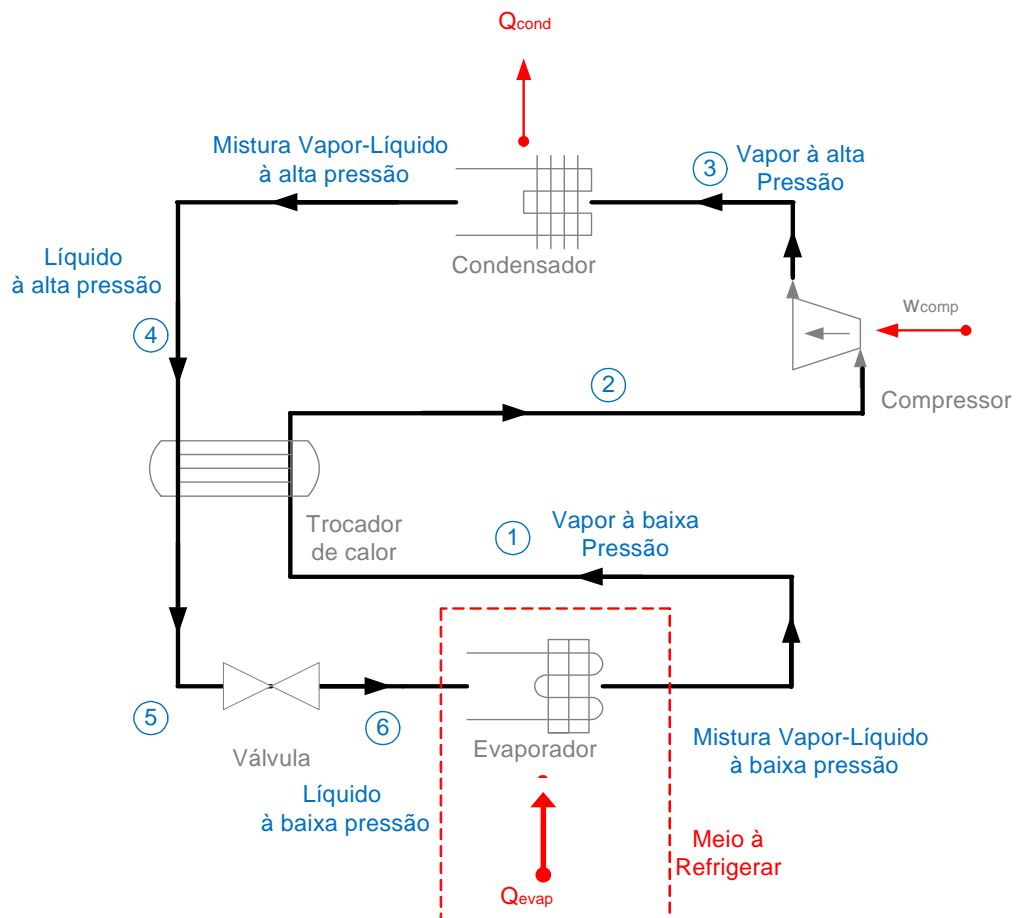 Qcond
Mistura Vapor-Líquido
à alta pressão
3
Vapor à alta
Pressão
Condensador
Líquido
à alta pressão
4
wcomp
2
Compressor
Trocador
de calor
1
Vapor à baixa
Pressão
5
6
Válvula
Evaporador
Mistura Vapor-Líquido
à baixa pressão
Líquido
à baixa pressão
Meio à
Refrigerar
Qevap